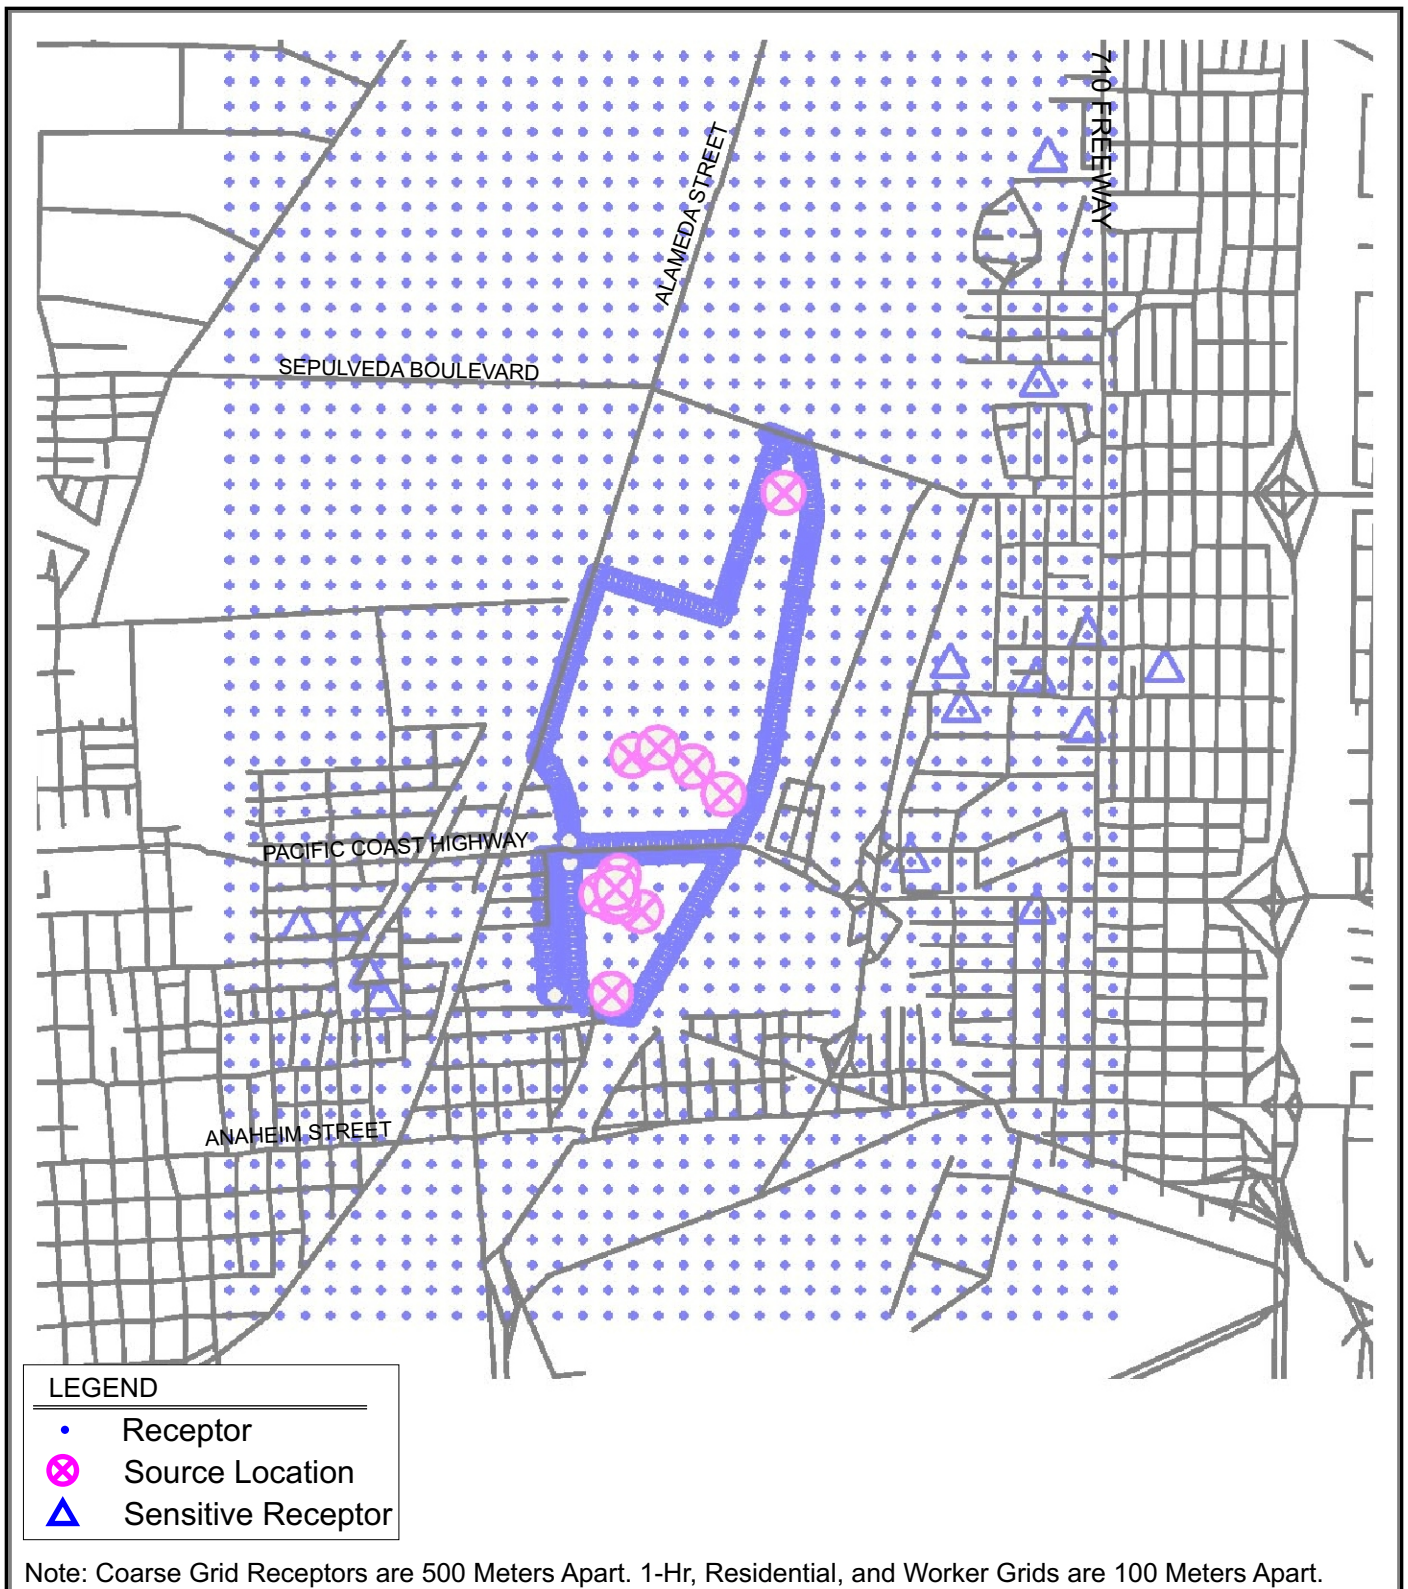 710 FREEWAY
ALAMEDA STREET
SEPULVEDA BOULEVARD
PACIFIC COAST HIGHWAY
ANAHEIM STREET
LEGEND
Receptor
Source Location
Sensitive Receptor
Note: Coarse Grid Receptors are 500 Meters Apart. 1-Hr, Residential, and Worker Grids are 100 Meters Apart.